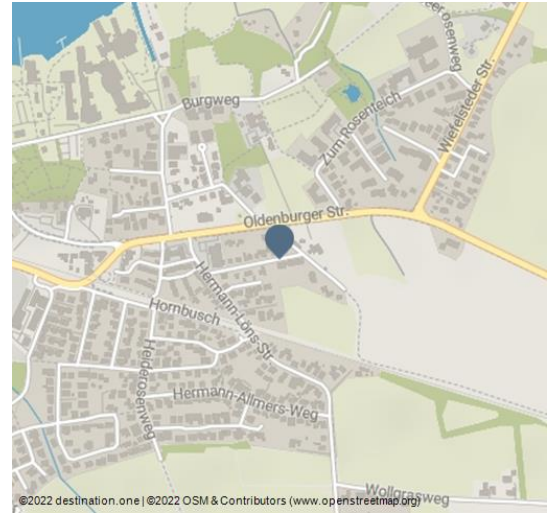 Burgweg
Zum Rosenteich
Wiefelsteder Str.
Oldenburger Str.
Hermann-Löns-Str
Hornbusch
Heiderosenweg
Hermann-Allmers-Weg
Wollgrasweg
©2022 destination.one | ©2022 OSM & Contributors (www.openstreetmap.org)